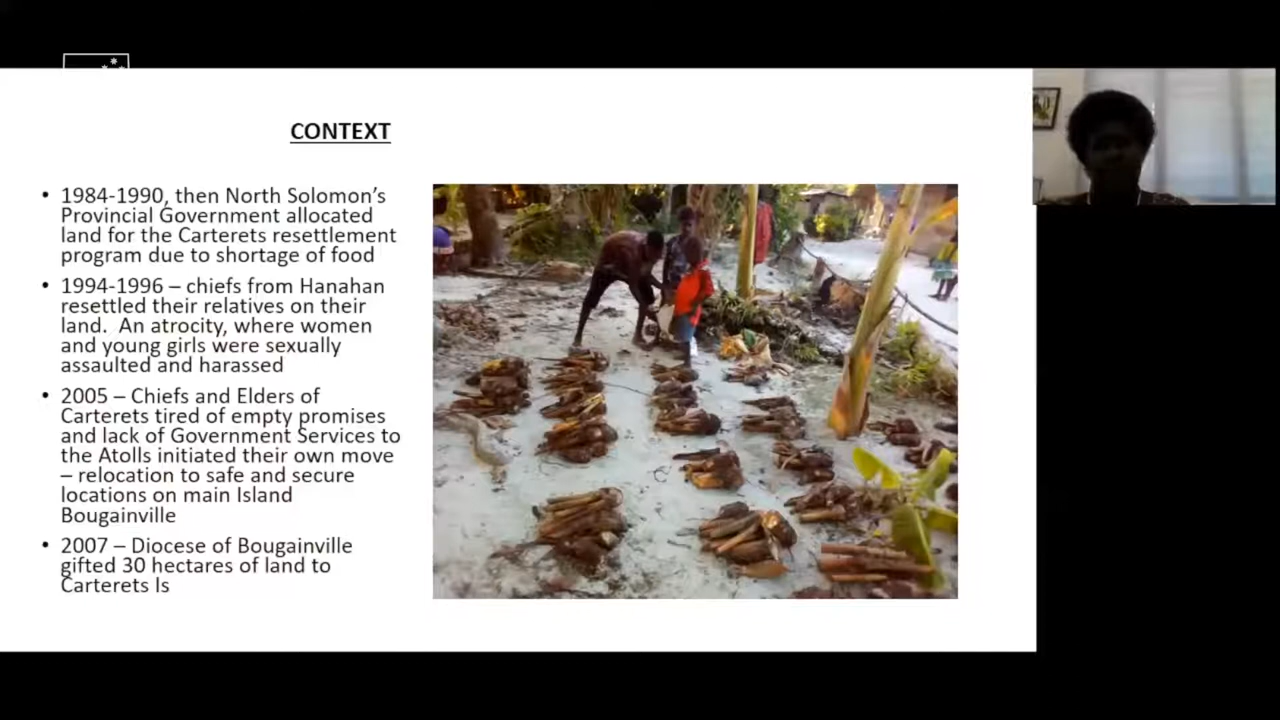 CONTEXT
• 1984-1990, then North Solomon's
Provincial Government allocated
land for the Carterets resettlement
program due to shortage of food
• 1994-1996 – chiefs from Hanahan
resettled their relatives on their
land.  An atrocity, where women
and young girls were sexually
assaulted and harassed
• 2005 – Chiefs and Elders of
Carterets tired of empty promises
and lack of Government Services to
the Atolls initiated their own move
– relocation to safe and secure
locations on main Island
Bougainville
• 2007 – Diocese of Bougainville
gifted 30 hectares of land to
Carterets Is